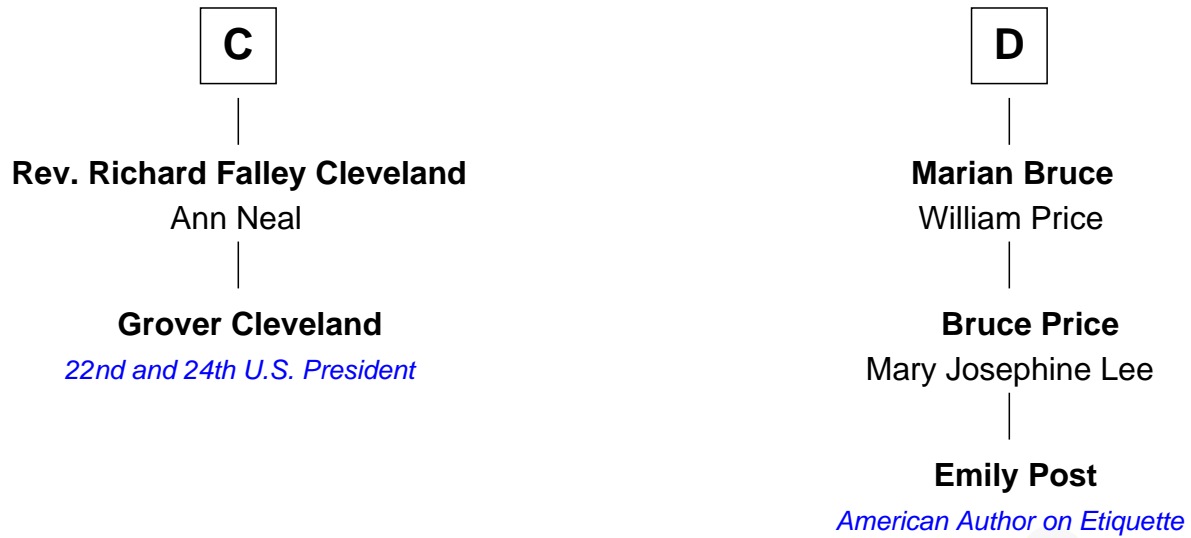 C
Rev. Richard Falley Cleveland
Ann Neal
Grover Cleveland
22nd and 24th U.S. President
D
Marian Bruce
William Price
Bruce Price
Mary Josephine Lee
Emily Post
American Author on Etiquette